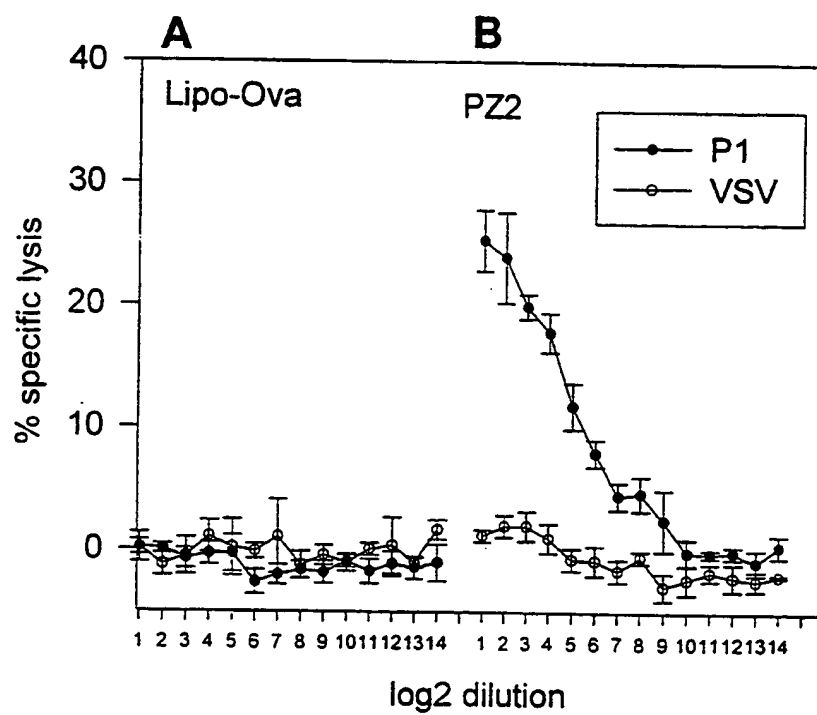 A B
40
Lipo-Ova PZ2
P1
VSV
30
20
10
0
% specific lysis
1 2 3 4 5 6 7 8 9 10 11 12 13 14 1 2 3 4 5 6 7 8 9 10 11 12 13 14
log2 dilution